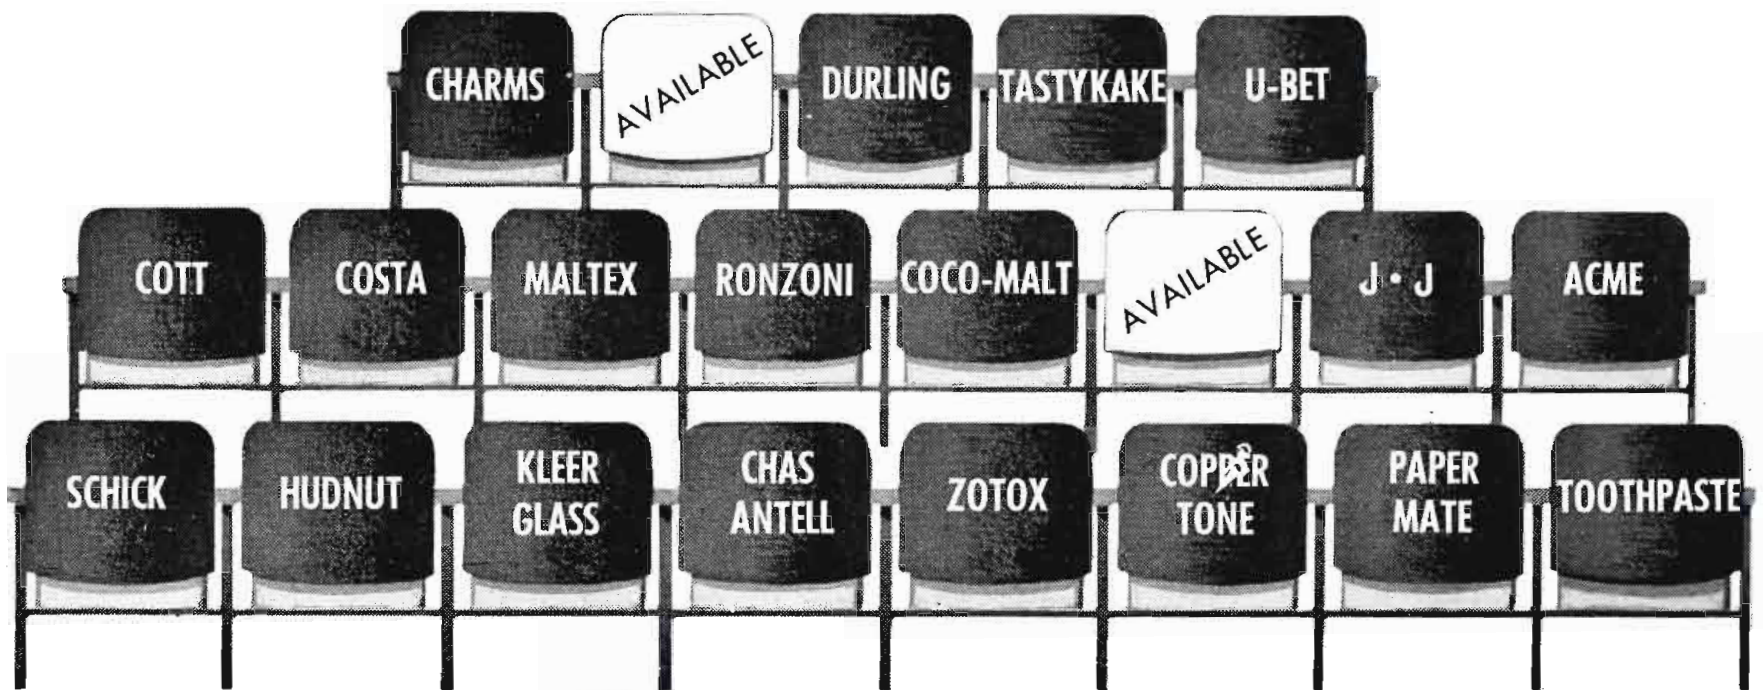 CHARMS
AVAILABLE
DURLING
TASTYKAKE
U-BET
COTT
COSTA
MALTEX
RONZONI
COCO-MALT
AVAILABLE
J • J
ACME
SCHICK
HUDNUT
KLEER
GLASS
CHAS
ANTELL
ZOTOX
COPPER
TONE
PAPER
MATE
TOOTHPASTE